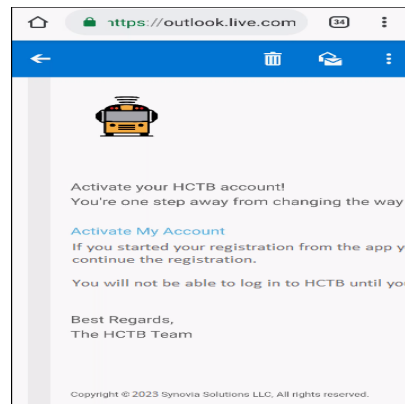 https://outlook.live.com
34
Activate your HCTB account!
You're one step away from changing the way
Activate My Account
If you started your registration from the app y
continue the registration.
You will not be able to log in to HCTB until yo
Best Regards,
The HCTB Team
Copyright © 2023 Synovia Solutions LLC, All rights reserved.